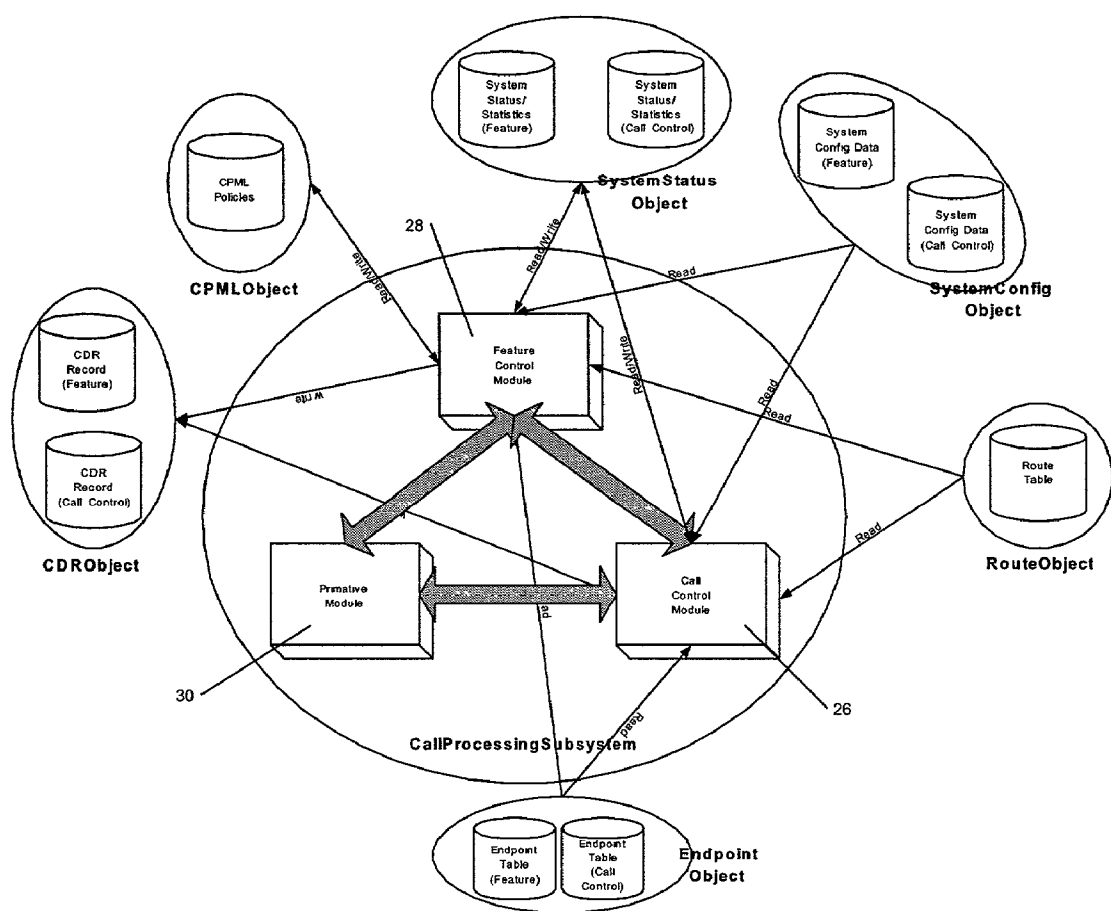 System
Status/
Statistics
(Feature)
System
Status/
Statistics
(Call Control)
SystemStatus
Object
System
Config Data
(Feature)
System
Config Data
(Call Control)
SystemConfig
Object
CPML
Policies
CPMLObject
28
Read/Write
Read/Write
Read
Read/Write
Read
Read
Write
Feature
Control
Module
CDR
Record
(Feature)
CDR
Record
(Call Control)
CDRObject
Route
Table
RouteObject
Read
Primative
Module
Call
Control
Module
30
26
Read
CallProcessingSubsystem
Endpoint
Table
(Feature)
Endpoint
Table
(Call
Control)
Endpoint
Object